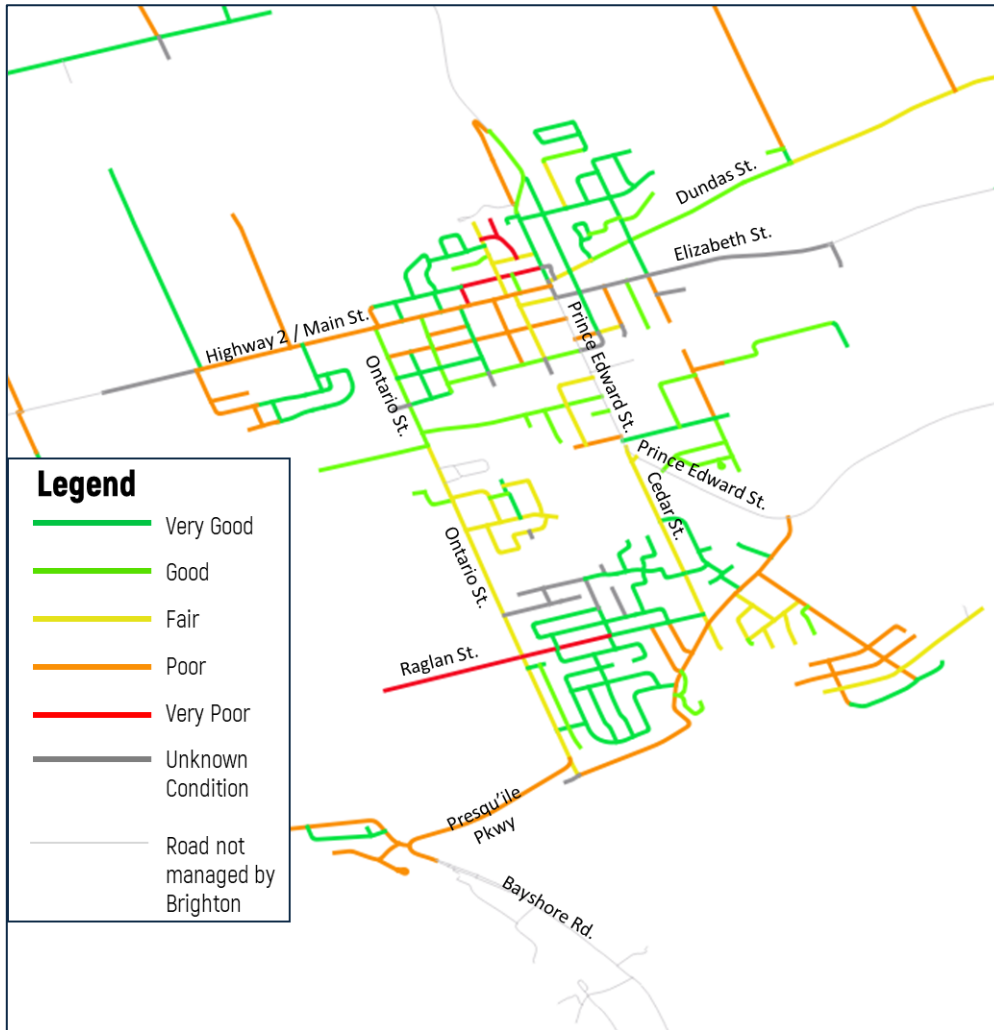 Dundas St.
Elizabeth St.
Highway 2 / Main St.
Prince Edward St.
Ontario St.
Prince Edward St.
Cedar St.
Ontario St.
Raglan St.
Presqu'ile
Pkwy
Bayshore Rd.
Legend
Very Good
Good
Fair
Poor
Very Poor
Unknown
Condition
Road not
managed by
Brighton